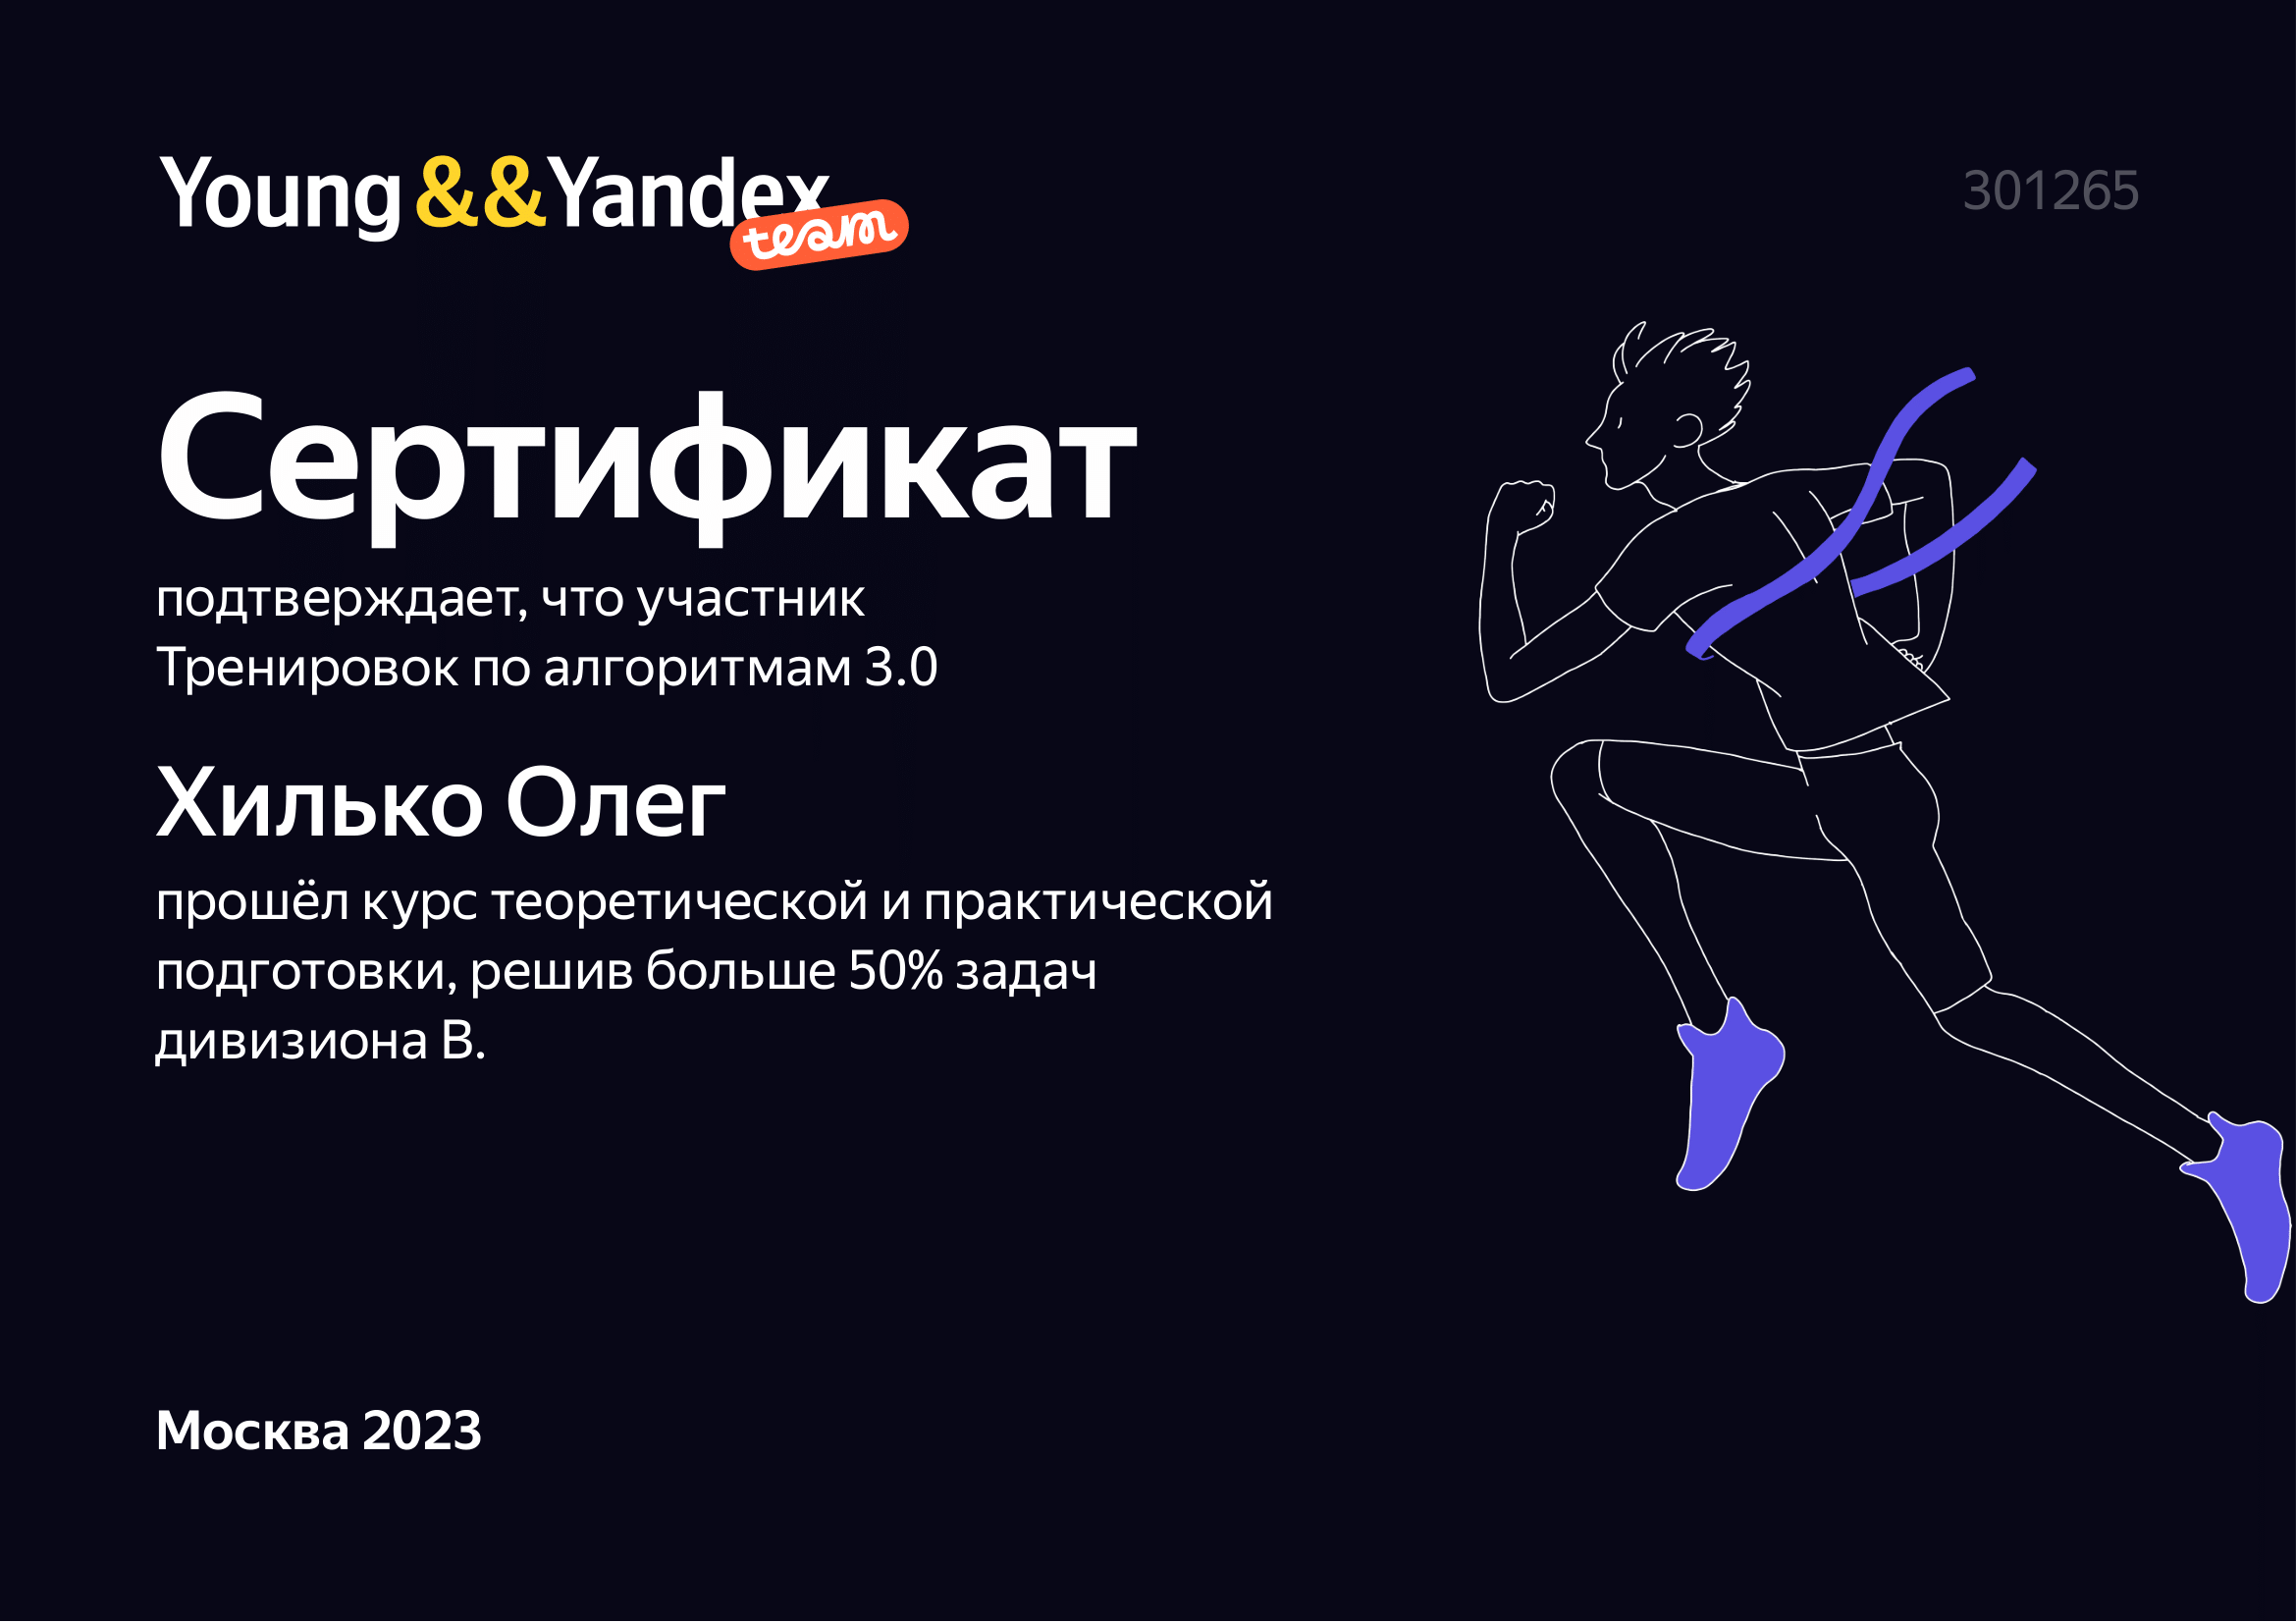 Young && Yandex
team
301265
Сертификат
подтверждает, что участник
Тренировок по алгоритмам 3.0
Хилько Олег
прошёл курс теоретической и практической
подготовки, решив больше 50% задач
дивизиона B.
Москва 2023